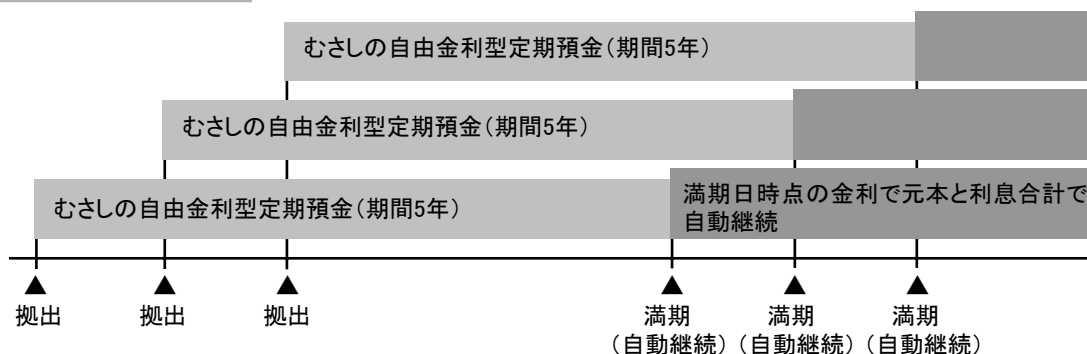 むさしの自由金利型定期預金(期間5年)
むさしの自由金利型定期預金(期間5年)
むさしの自由金利型定期預金(期間5年)
満期日時点の金利で元本と利息合計で
自動継続
▲ ▲ ▲ ▲ ▲ ▲
拠出 拠出 拠出 満期 満期 満期
(自動継続) (自動継続) (自動継続)